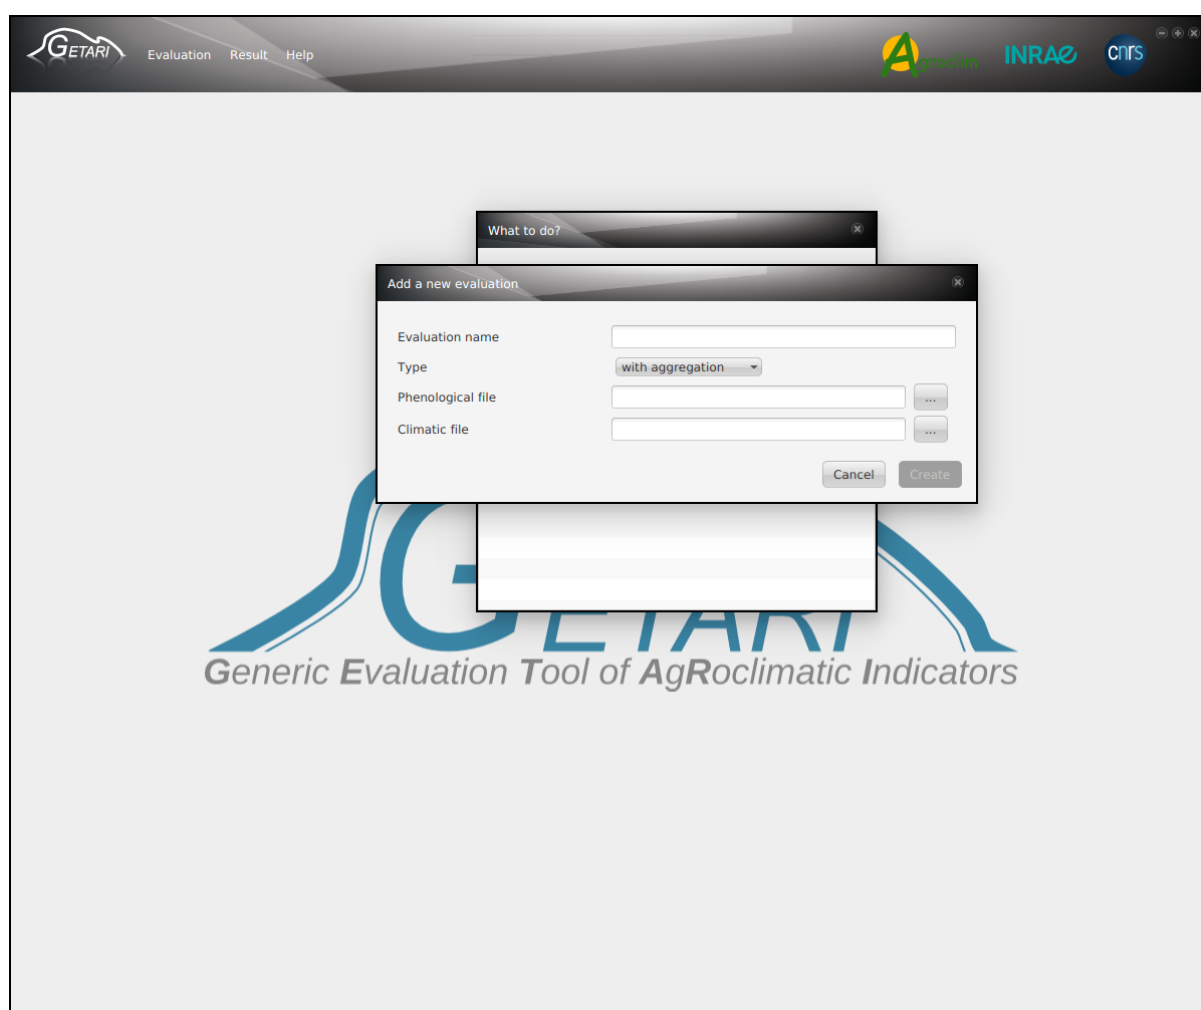 GETARI
Evaluation Result Help
Agroclim INRAE cnrs
What to do?
Add a new evaluation
Evaluation name
Type with aggregation
Phenological file ...
Climatic file ...
Cancel Create
GETARI
Generic Evaluation Tool of AgRoclimatic Indicators